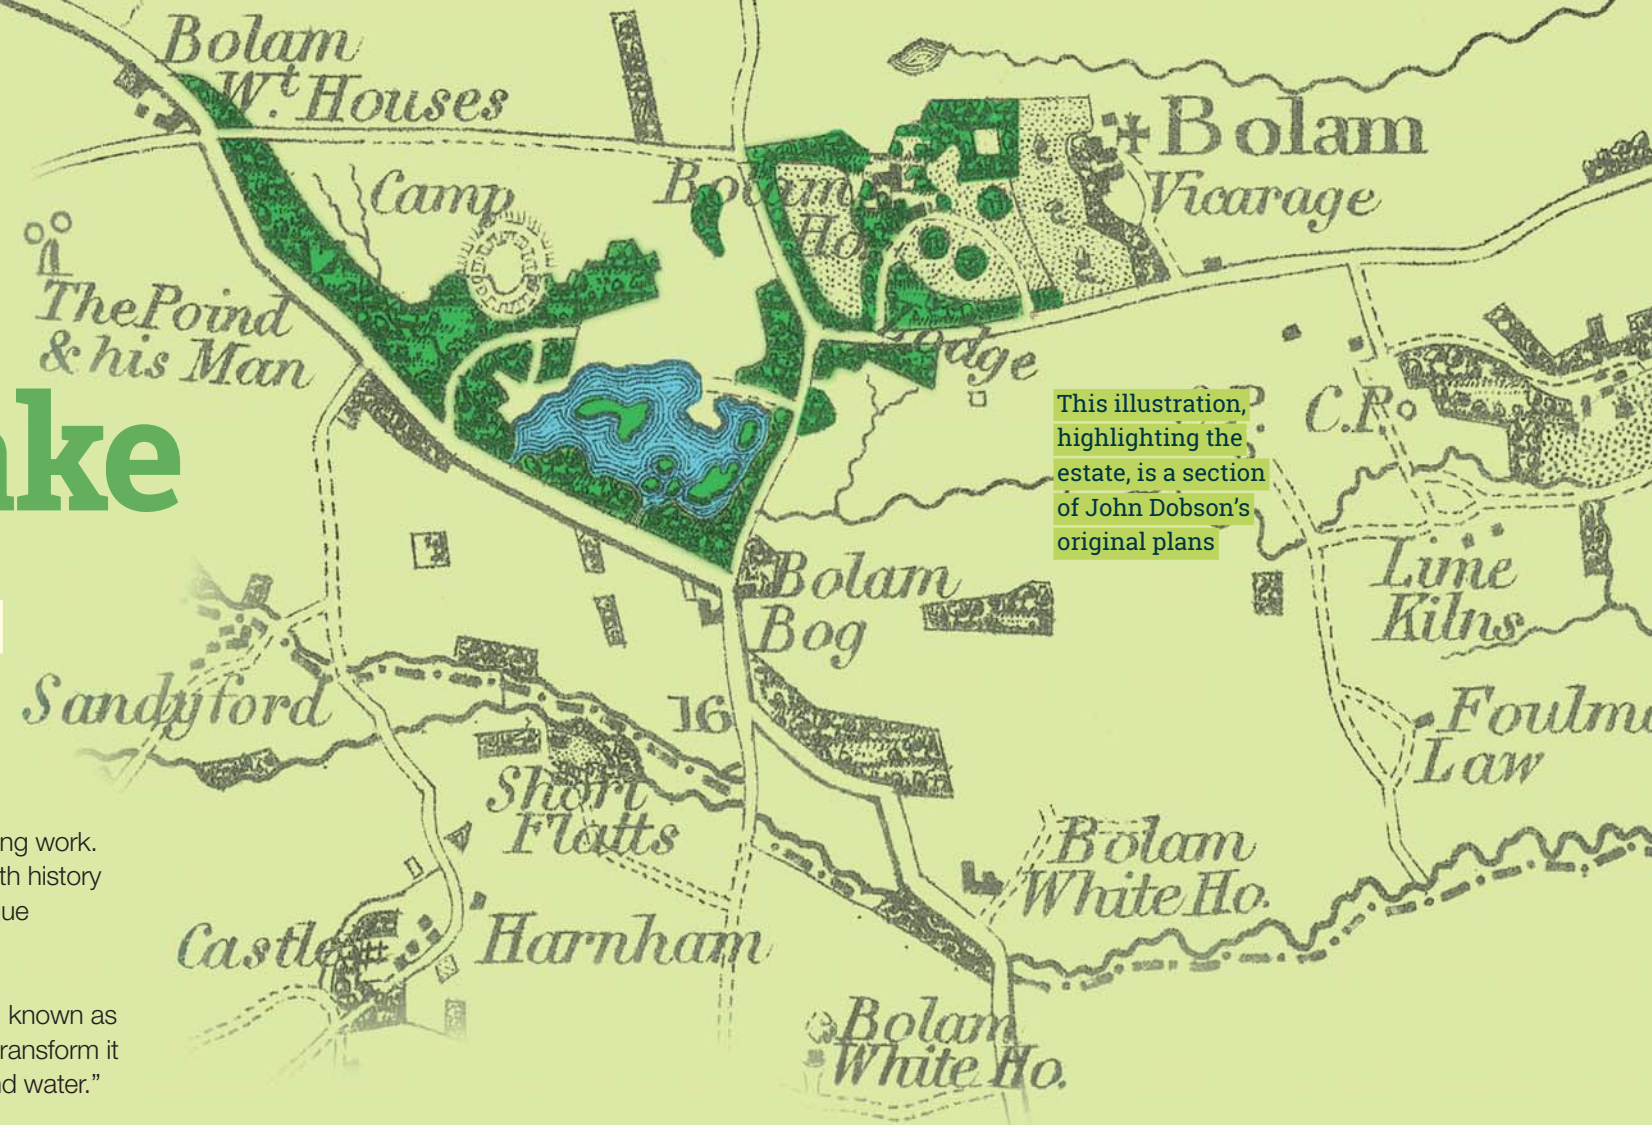 Bolam
W.t Houses
Camp
Bolam
Ho.
Bolam
Vicarage
The Poind
& his Man
Lodge
ake
This illustration,
highlighting the
estate, is a section
of John Dobson’s
original plans
C.P.
Lime
Kilns
Bolam
Bog
Sandyford
16
Short
Flatts
Foulm
Law
Bolam
White Ho.
Castle
Harnham
Bolam
White Ho.
ng work.
th history
ue
known as
ransform it
d water.”